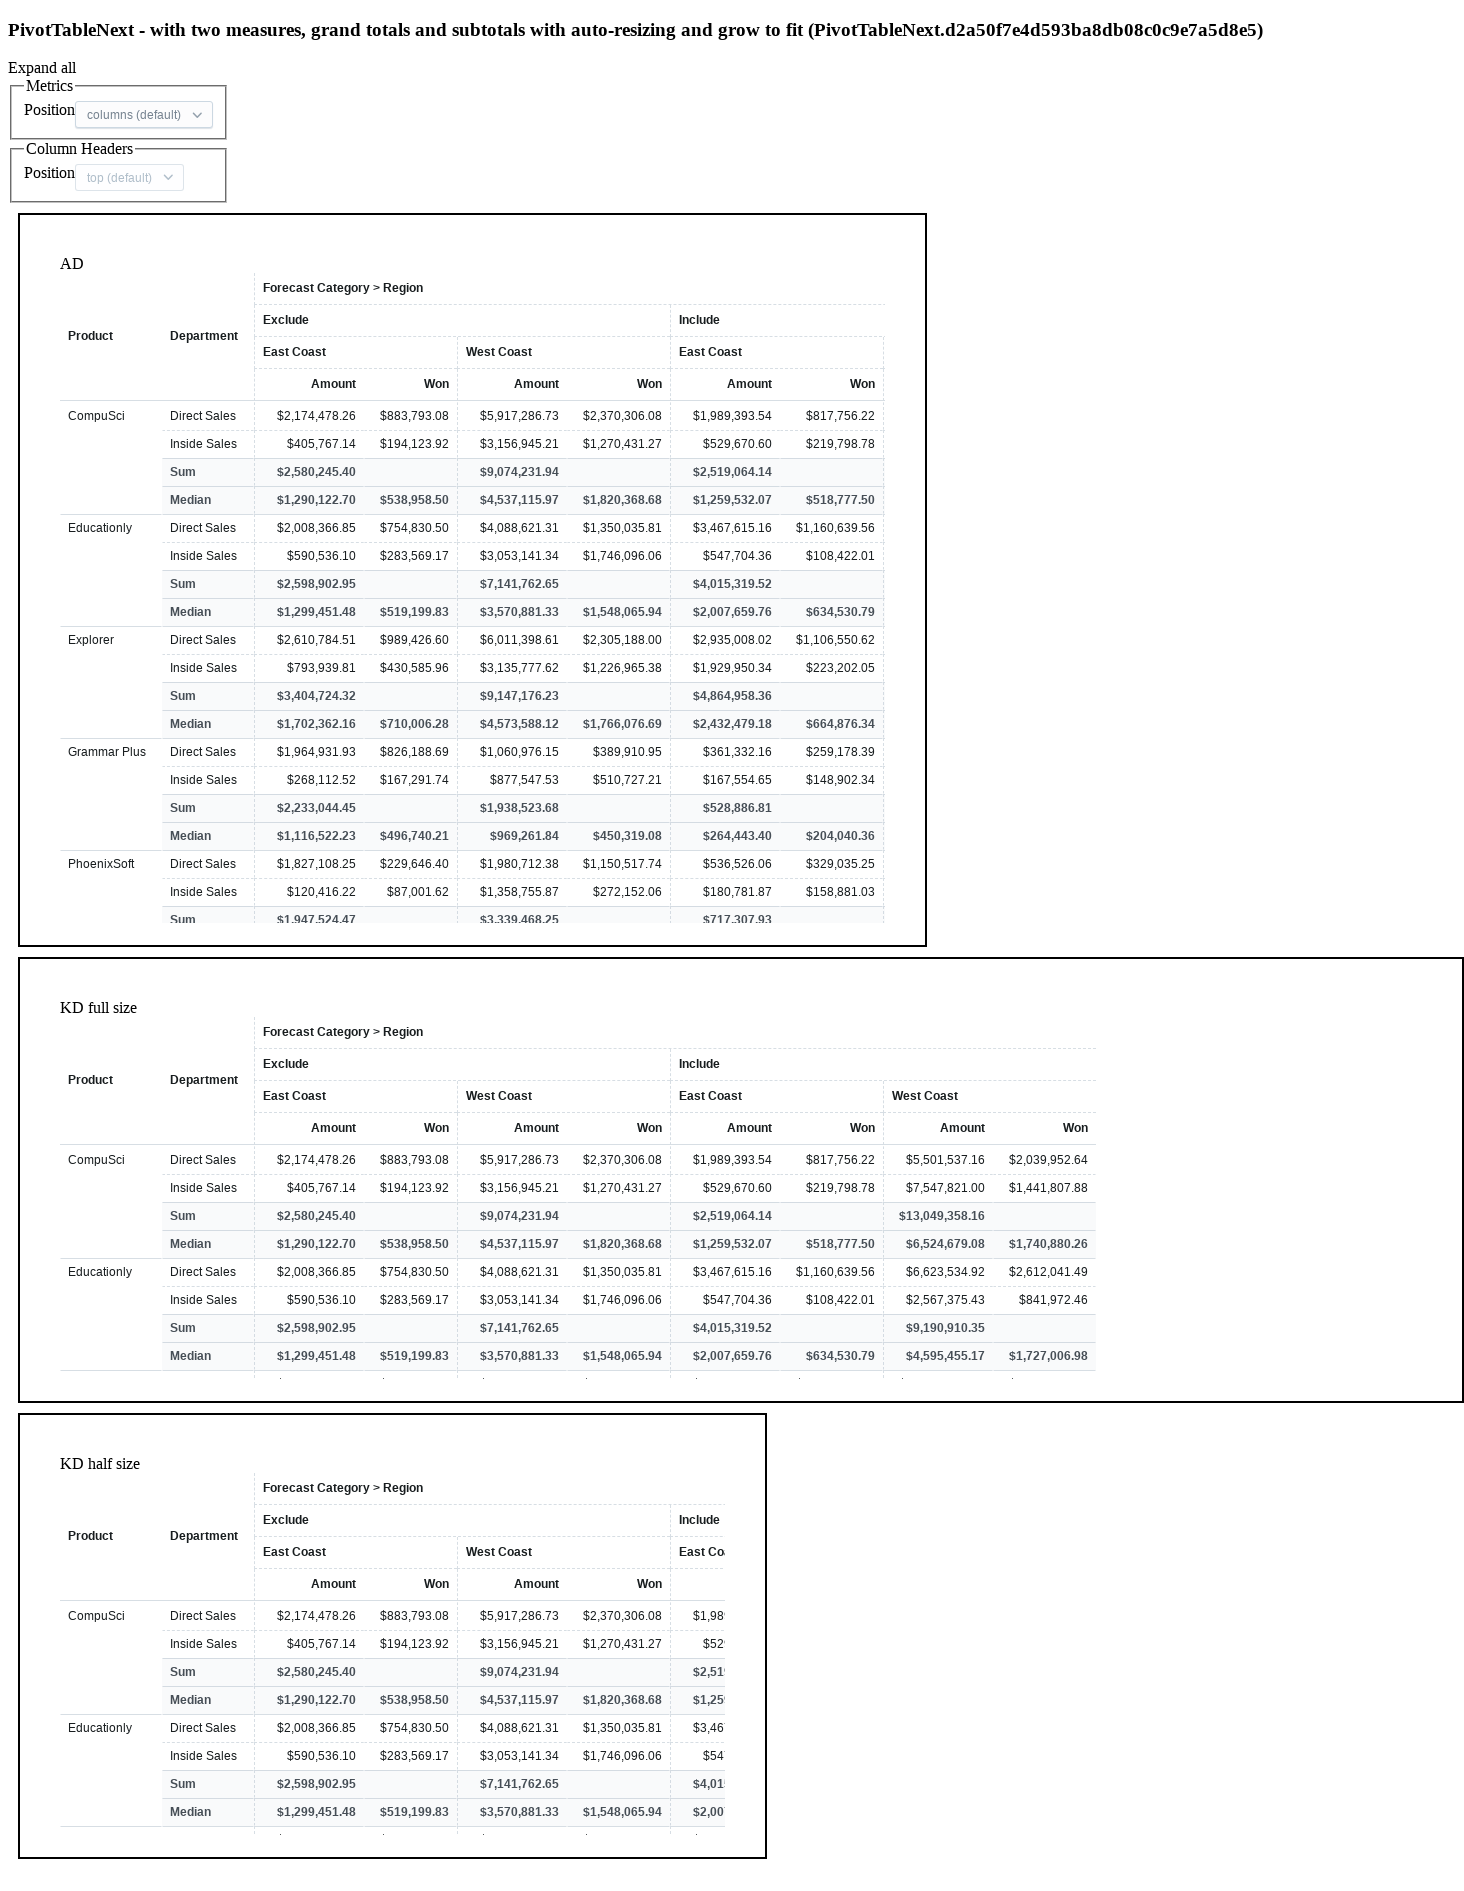 PivotTableNext - with two measures, grand totals and subtotals with auto-resizing and grow to fit (PivotTableNext.d2a50f7e4d593ba8db08c0c9e7a5d8e5)
Expand all
Metrics
Position columns (default)
Column Headers
Position top (default)
AD
Forecast Category > Region
Exclude Include
Product Department
East Coast West Coast East Coast
Amount Won Amount Won Amount Won
CompuSci Direct Sales $2,174,478.26 $883,793.08 $5,917,286.73 $2,370,306.08 $1,989,393.54 $817,756.22
Inside Sales $405,767.14 $194,123.92 $3,156,945.21 $1,270,431.27 $529,670.60 $219,798.78
Sum $2,580,245.40 $9,074,231.94 $2,519,064.14
Median $1,290,122.70 $538,958.50 $4,537,115.97 $1,820,368.68 $1,259,532.07 $518,777.50
Educationly Direct Sales $2,008,366.85 $754,830.50 $4,088,621.31 $1,350,035.81 $3,467,615.16 $1,160,639.56
Inside Sales $590,536.10 $283,569.17 $3,053,141.34 $1,746,096.06 $547,704.36 $108,422.01
Sum $2,598,902.95 $7,141,762.65 $4,015,319.52
Median $1,299,451.48 $519,199.83 $3,570,881.33 $1,548,065.94 $2,007,659.76 $634,530.79
Explorer Direct Sales $2,610,784.51 $989,426.60 $6,011,398.61 $2,305,188.00 $2,935,008.02 $1,106,550.62
Inside Sales $793,939.81 $430,585.96 $3,135,777.62 $1,226,965.38 $1,929,950.34 $223,202.05
Sum $3,404,724.32 $9,147,176.23 $4,864,958.36
Median $1,702,362.16 $710,006.28 $4,573,588.12 $1,766,076.69 $2,432,479.18 $664,876.34
Grammar Plus Direct Sales $1,964,931.93 $826,188.69 $1,060,976.15 $389,910.95 $361,332.16 $259,178.39
Inside Sales $268,112.52 $167,291.74 $877,547.53 $510,727.21 $167,554.65 $148,902.34
Sum $2,233,044.45 $1,938,523.68 $528,886.81
Median $1,116,522.23 $496,740.21 $969,261.84 $450,319.08 $264,443.40 $204,040.36
PhoenixSoft Direct Sales $1,827,108.25 $229,646.40 $1,980,712.38 $1,150,517.74 $536,526.06 $329,035.25
Inside Sales $120,416.22 $87,001.62 $1,358,755.87 $272,152.06 $180,781.87 $158,881.03
Sum $1,947,524.47 $3,339,468.25 $717,307.93
KD full size
Forecast Category > Region
Exclude Include
Product Department
East Coast West Coast East Coast West Coast
Amount Won Amount Won Amount Won Amount Won
CompuSci Direct Sales $2,174,478.26 $883,793.08 $5,917,286.73 $2,370,306.08 $1,989,393.54 $817,756.22 $5,501,537.16 $2,039,952.64
Inside Sales $405,767.14 $194,123.92 $3,156,945.21 $1,270,431.27 $529,670.60 $219,798.78 $7,547,821.00 $1,441,807.88
Sum $2,580,245.40 $9,074,231.94 $2,519,064.14 $13,049,358.16
Median $1,290,122.70 $538,958.50 $4,537,115.97 $1,820,368.68 $1,259,532.07 $518,777.50 $6,524,679.08 $1,740,880.26
Educationly Direct Sales $2,008,366.85 $754,830.50 $4,088,621.31 $1,350,035.81 $3,467,615.16 $1,160,639.56 $6,623,534.92 $2,612,041.49
Inside Sales $590,536.10 $283,569.17 $3,053,141.34 $1,746,096.06 $547,704.36 $108,422.01 $2,567,375.43 $841,972.46
Sum $2,598,902.95 $7,141,762.65 $4,015,319.52 $9,190,910.35
Median $1,299,451.48 $519,199.83 $3,570,881.33 $1,548,065.94 $2,007,659.76 $634,530.79 $4,595,455.17 $1,727,006.98
KD half size
Forecast Category > Region
Exclude Include
Product Department
East Coast West Coast East
Amount Won Amount Won
CompuSci Direct Sales $2,174,478.26 $883,793.08 $5,917,286.73 $2,370,306.08
Inside Sales $405,767.14 $194,123.92 $3,156,945.21 $1,270,431.27
Sum $2,580,245.40 $9,074,231.94
Median $1,290,122.70 $538,958.50 $4,537,115.97 $1,820,368.68
Educationly Direct Sales $2,008,366.85 $754,830.50 $4,088,621.31 $1,350,035.81
Inside Sales $590,536.10 $283,569.17 $3,053,141.34 $1,746,096.06
Sum $2,598,902.95 $7,141,762.65
Median $1,299,451.48 $519,199.83 $3,570,881.33 $1,548,065.94